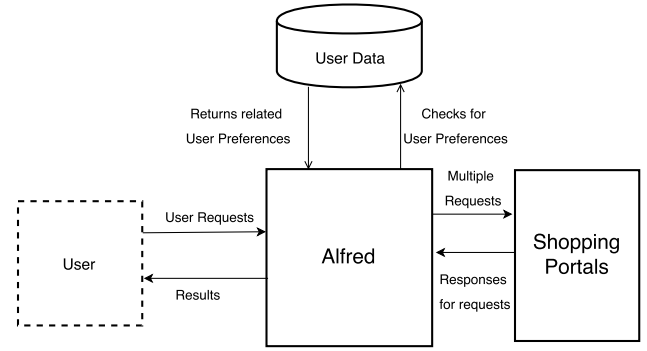 User Data
Returns related
User Preferences
Checks for
User Preferences
Multiple
Requests
User Requests
User
Alfred
Shopping
Portals
Results
Responses
for requests